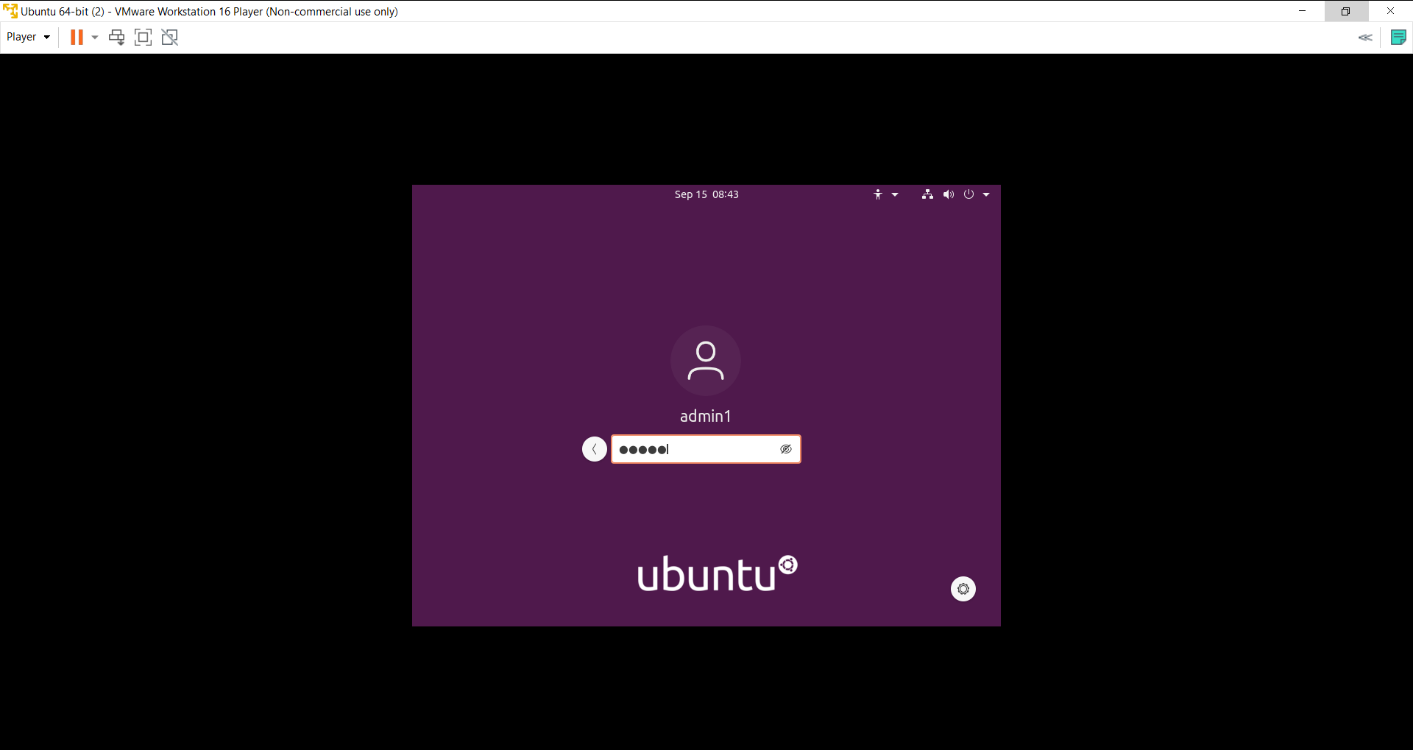 Ubuntu 64-bit (2) - VMware Workstation 16 Player (Non-commercial use only)
Player
Sep 15 08:43
admin1
ubuntu